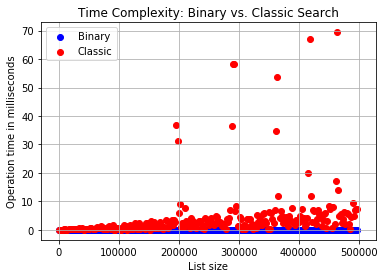 Time Complexity: Binary vs. Classic Search
Binary
Classic
Operation time in milliseconds
70
60
50
40
30
20
10
0
0 100000 200000 300000 400000 500000
List size